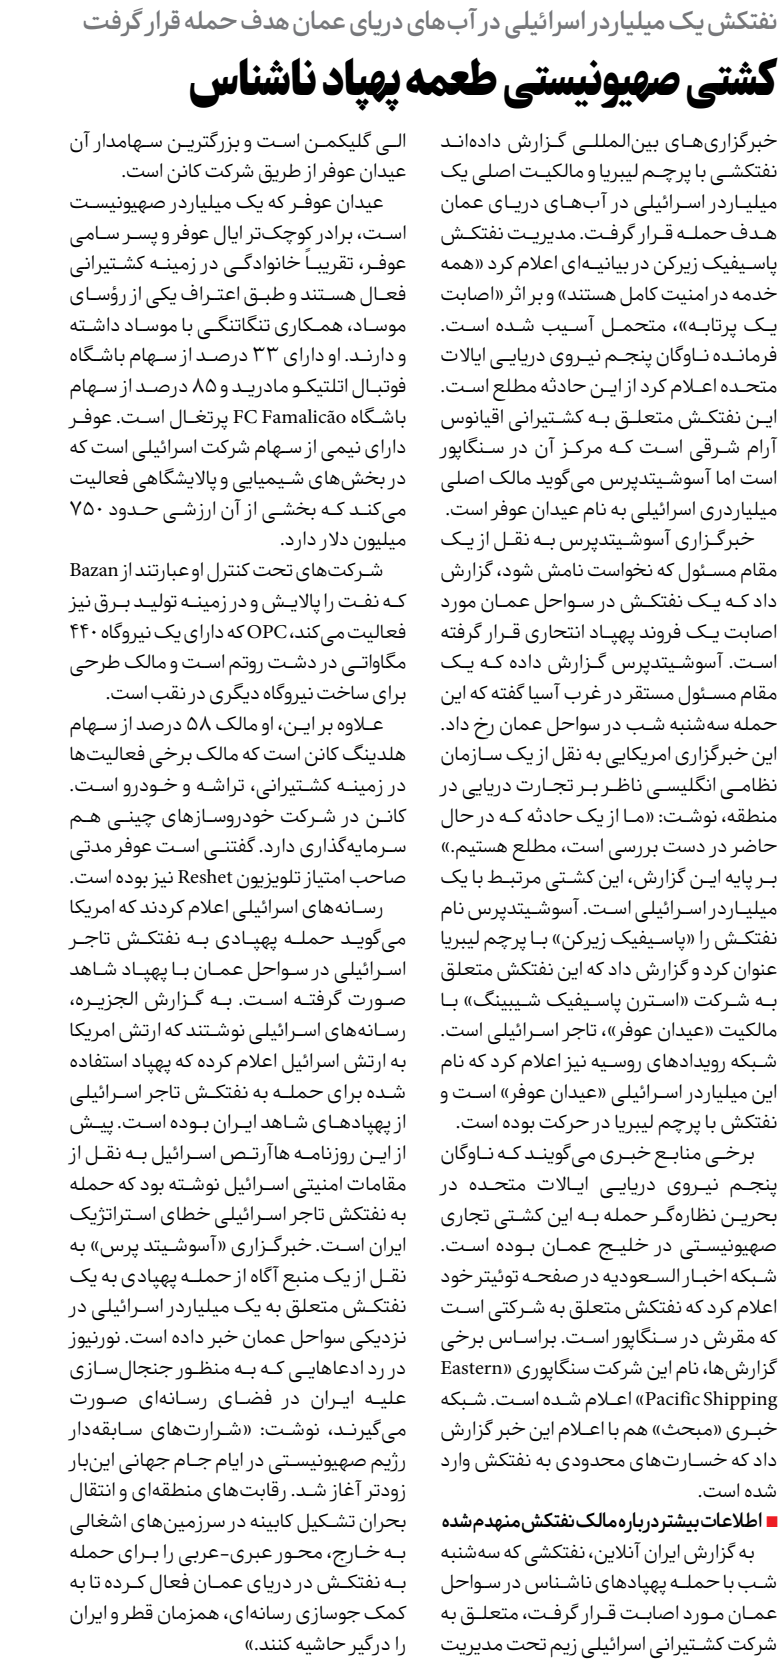 نفتکش یک میلیاردر اسرائیلی در آب‌های دریای عمان هدف حمله قرار گرفت
کشتی صهیونیستی طعمه پهپاد ناشناس
خبرگزاری‌های بین‌المللی گزارش داده‌اند
نفتکشی با پرچم لیبریا و مالکیت اصلی یک
میلیاردر اسرائیلی در آب‌های دریای عمان
هدف حمله قرار گرفت. مدیریت نفتکش
پاسیفیک زیرکن در بیانیه‌ای اعلام کرد «همه
خدمه در امنیت کامل هستند» و بر اثر «اصابت
یک پرتابه»، متحمل آسیب شده است.
فرمانده ناوگان پنجم نیروی دریایی ایالات
متحده اعلام کرد از این حادثه مطلع است.
این نفتکش متعلق به کشتیرانی اقیانوس
آرام شرقی است که مرکز آن در سنگاپور
است اما آسوشیتدپرس می‌گوید مالک اصلی
میلیاردری اسرائیلی به نام عیدان عوفر است.
خبرگزاری آسوشیتدپرس به نقل از یک
مقام مسئول که نخواست نامش شود، گزارش
داد که یک نفتکش در سواحل عمان مورد
اصابت یک فروند پهپاد انتحاری قرار گرفته
است. آسوشیتدپرس گزارش داده که یک
مقام مسئول مستقر در غرب آسیا گفته که این
حمله سه‌شنبه شب در سواحل عمان رخ داد.
این خبرگزاری امریکایی به نقل از یک سازمان
نظامی انگلیسی ناظر بر تجارت دریایی در
منطقه، نوشت: «ما از یک حادثه که در حال
حاضر در دست بررسی است، مطلع هستیم.»
بر پایه این گزارش، این کشتی مرتبط با یک
میلیاردر اسرائیلی است. آسوشیتدپرس نام
نفتکش را «پاسیفیک زیرکن» با پرچم لیبریا
عنوان کرد و گزارش داد که این نفتکش متعلق
به شرکت «استرن پاسیفیک شیپینگ» با
مالکیت «عیدان عوفر»، تاجر اسرائیلی است.
شبکه رویدادهای روسیه نیز اعلام کرد که نام
این میلیاردر اسرائیلی «عیدان عوفر» است و
نفتکش با پرچم لیبریا در حرکت بوده است.
برخی منابع خبری می‌گویند که ناوگان
پنجم نیروی دریایی ایالات متحده در
بحرین نظاره‌گر حمله به این کشتی تجاری
صهیونیستی در خلیج عمان بوده است.
شبکه اخبار السعودیه در صفحه توئیتر خود
اعلام کرد که نفتکش متعلق به شرکتی است
که مقرش در سنگاپور است. براساس برخی
گزارش‌ها، نام این شرکت سنگاپوری «Eastern
Pacific Shipping» اعلام شده است. شبکه
خبری «مبحث» هم با اعلام این خبر گزارش
داد که خسارت‌های محدودی به نفتکش وارد
شده است.
■ اطلاعات بیشتر درباره مالک نفتکش منهدم شده
به گزارش ایران آنلاین، نفتکشی که سه‌شنبه
شب با حمله پهپادهای ناشناس در سواحل
عمان مورد اصابت قرار گرفت، متعلق به
شرکت کشتیرانی اسرائیلی زیم تحت مدیریت
الی گلیکمن است و بزرگترین سهامدار آن
عیدان عوفر از طریق شرکت کانن است.
عیدان عوفر که یک میلیاردر صهیونیست
است، برادر کوچک‌تر ایال عوفر و پسر سامی
عوفر، تقریباً خانوادگی در زمینه کشتیرانی
فعال هستند و طبق اعتراف یکی از رؤسای
موساد، همکاری تنگاتنگی با موساد داشته
و دارند. او دارای ۳۳ درصد از سهام باشگاه
فوتبال اتلتیکو مادرید و ۸۵ درصد از سهام
باشگاه FC Famalicão پرتغال است. عوفر
دارای نیمی از سهام شرکت اسرائیلی است که
در بخش‌های شیمیایی و پالایشگاهی فعالیت
می‌کند که بخشی از آن ارزشی حدود ۷۵۰
میلیون دلار دارد.
شرکت‌های تحت کنترل او عبارتند از Bazan
که نفت را پالایش و در زمینه تولید برق نیز
فعالیت می‌کند، OPC که دارای یک نیروگاه ۴۴۰
مگاواتی در دشت روتم است و مالک طرحی
برای ساخت نیروگاه دیگری در نقب است.
علاوه بر این، او مالک ۵۸ درصد از سهام
هلدینگ کانن است که مالک برخی فعالیت‌ها
در زمینه کشتیرانی، تراشه و خودرو است.
کانن در شرکت خودروسازهای چینی هم
سرمایه‌گذاری دارد. گفتنی است عوفر مدتی
صاحب امتیاز تلویزیون Reshet نیز بوده است.
رسانه‌های اسرائیلی اعلام کردند که امریکا
می‌گوید حمله پهپادی به نفتکش تاجر
اسرائیلی در سواحل عمان با پهپاد شاهد
صورت گرفته است. به گزارش الجزیره،
رسانه‌های اسرائیلی نوشتند که ارتش امریکا
به ارتش اسرائیل اعلام کرده که پهپاد استفاده
شده برای حمله به نفتکش تاجر اسرائیلی
از پهپادهای شاهد ایران بوده است. پیش
از این روزنامه هاآرتص اسرائیل به نقل از
مقامات امنیتی اسرائیل نوشته بود که حمله
به نفتکش تاجر اسرائیلی خطای استراتژیک
ایران است. خبرگزاری «آسوشیتد پرس» به
نقل از یک منبع آگاه از حمله پهپادی به یک
نفتکش متعلق به یک میلیاردر اسرائیلی در
نزدیکی سواحل عمان خبر داده است. نورنیوز
در رد ادعاهایی که به منظور جنجال‌سازی
علیه ایران در فضای رسانه‌ای صورت
می‌گیرند، نوشت: «شرارت‌های سابقه‌دار
رژیم صهیونیستی در ایام جام جهانی این‌بار
زودتر آغاز شد. رقابت‌های منطقه‌ای و انتقال
بحران تشکیل کابینه در سرزمین‌های اشغالی
به خارج، محور عبری-عربی را برای حمله
به نفتکش در دریای عمان فعال کرده تا به
کمک جوسازی رسانه‌ای، همزمان قطر و ایران
را درگیر حاشیه کنند.»